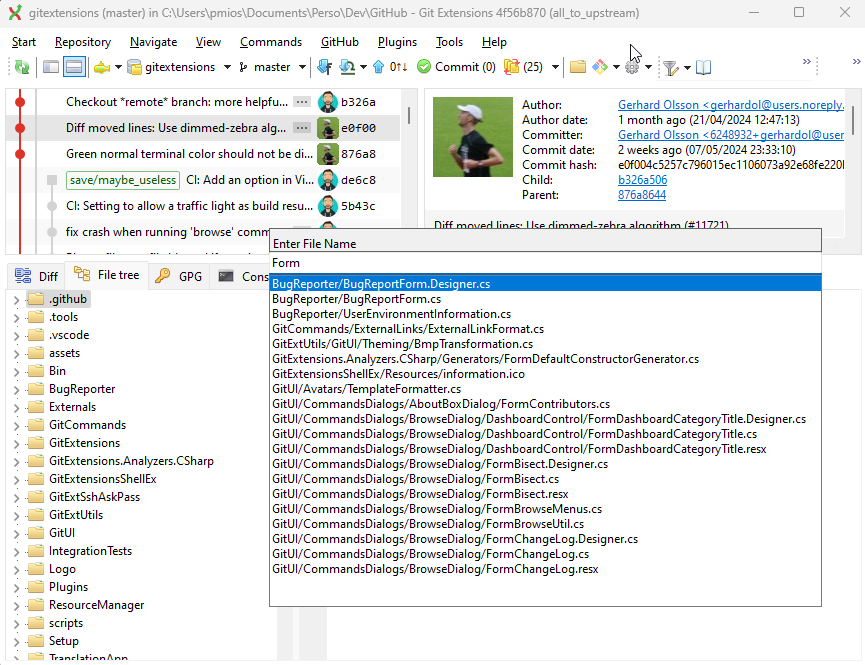 gitextensions (master) in C:\Users\pmios\Documents\Perso\Dev\GitHub - Git Extensions 4f56b870 (all_to_upstream)
Start Repository Navigate View Commands GitHub Plugins Tools Help
gitextensions master 0↑↓ Commit (0) (25) » »
Checkout *remote* branch: more helpfu... ... b326a
Diff moved lines: Use dimmed-zebra alg... ... e0f00
Green normal terminal color should not be di... 876a8
save/maybe_useless CI: Add an option in Vi... de6c8
CI: Setting to allow a traffic light as build resu... 5b43c
fix crash when running 'browse' comm
Author: Gerhard Olsson <gerhardol@users.noreply.
Author date: 1 month ago (21/04/2024 12:47:13)
Committer: Gerhard Olsson <6248932+gerhardol@user
Commit date: 2 weeks ago (07/05/2024 23:33:10)
Commit hash: e0f004c5257c796015ec1106073a92e68fe220
Child: b326a506
Parent: 876a8644
Diff moved lines: Use dimmed-zebra algorithm (#11721)
Diff File tree GPG Cons
.github
.tools
.vscode
assets
Bin
BugReporter
Externals
GitCommands
GitExtensions
GitExtensions.Analyzers.CSharp
GitExtensionsShellEx
GitExtSshAskPass
GitExtUtils
GitUI
IntegrationTests
Logo
Plugins
ResourceManager
scripts
Setup
TranslationApp
Enter File Name
Form
BugReporter/BugReportForm.Designer.cs
BugReporter/BugReportForm.cs
BugReporter/UserEnvironmentInformation.cs
GitCommands/ExternalLinks/ExternalLinkFormat.cs
GitExtUtils/GitUI/Theming/BmpTransformation.cs
GitExtensions.Analyzers.CSharp/Generators/FormDefaultConstructorGenerator.cs
GitExtensionsShellEx/Resources/information.ico
GitUI/Avatars/TemplateFormatter.cs
GitUI/CommandsDialogs/AboutBoxDialog/FormContributors.cs
GitUI/CommandsDialogs/BrowseDialog/DashboardControl/FormDashboardCategoryTitle.Designer.cs
GitUI/CommandsDialogs/BrowseDialog/DashboardControl/FormDashboardCategoryTitle.cs
GitUI/CommandsDialogs/BrowseDialog/DashboardControl/FormDashboardCategoryTitle.resx
GitUI/CommandsDialogs/BrowseDialog/FormBisect.Designer.cs
GitUI/CommandsDialogs/BrowseDialog/FormBisect.cs
GitUI/CommandsDialogs/BrowseDialog/FormBisect.resx
GitUI/CommandsDialogs/BrowseDialog/FormBrowseMenus.cs
GitUI/CommandsDialogs/BrowseDialog/FormBrowseUtil.cs
GitUI/CommandsDialogs/BrowseDialog/FormChangeLog.Designer.cs
GitUI/CommandsDialogs/BrowseDialog/FormChangeLog.cs
GitUI/CommandsDialogs/BrowseDialog/FormChangeLog.resx